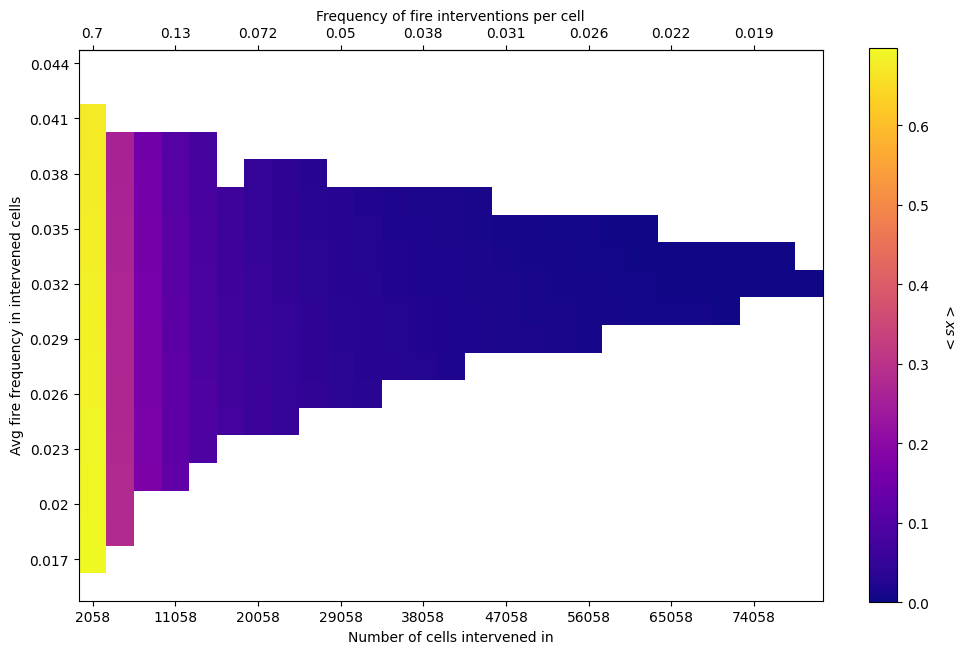 Frequency of fire interventions per cell
0.7 0.13 0.072 0.05 0.038 0.031 0.026 0.022 0.019
0.044
0.041
0.038
0.035
0.032
0.029
0.026
0.023
0.02
0.017
Avg fire frequency in intervened cells
2058 11058 20058 29058 38058 47058 56058 65058 74058
Number of cells intervened in
0.6
0.5
0.4
0.3
0.2
0.1
0.0
< sx >